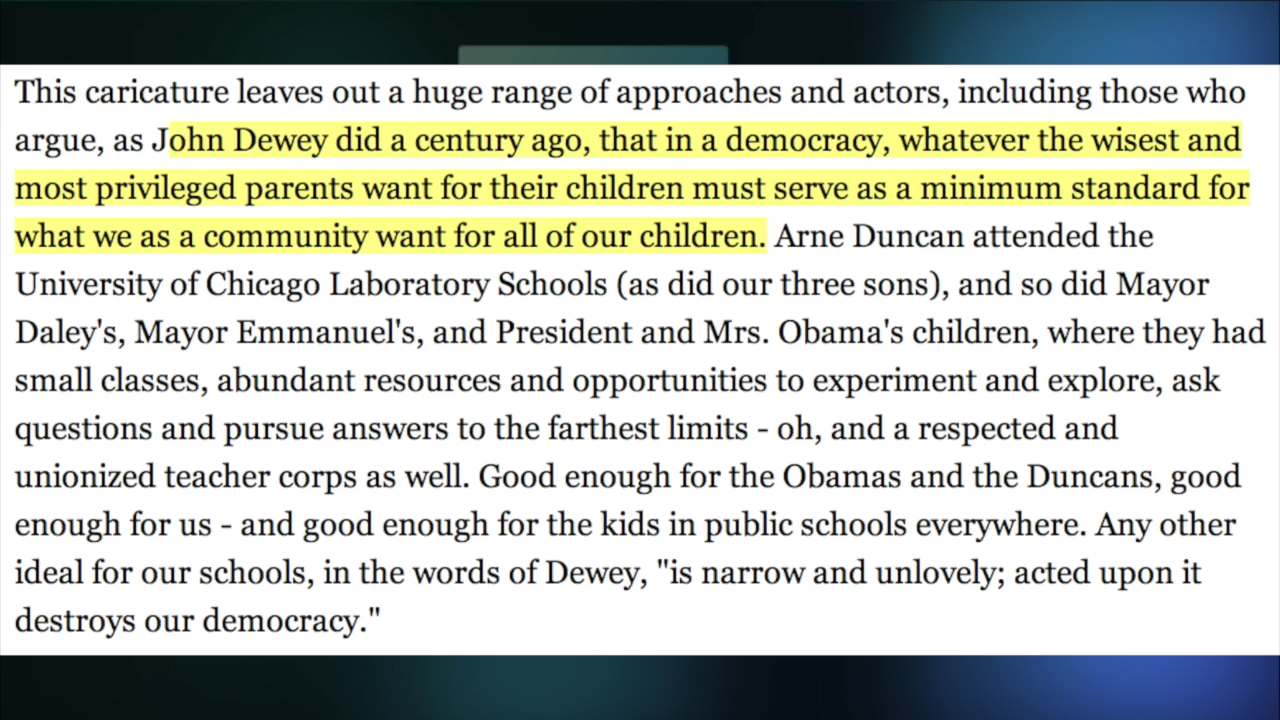 This caricature leaves out a huge range of approaches and actors, including those who
argue, as John Dewey did a century ago, that in a democracy, whatever the wisest and
most privileged parents want for their children must serve as a minimum standard for
what we as a community want for all of our children. Arne Duncan attended the
University of Chicago Laboratory Schools (as did our three sons), and so did Mayor
Daley's, Mayor Emmanuel's, and President and Mrs. Obama's children, where they had
small classes, abundant resources and opportunities to experiment and explore, ask
questions and pursue answers to the farthest limits - oh, and a respected and
unionized teacher corps as well. Good enough for the Obamas and the Duncans, good
enough for us - and good enough for the kids in public schools everywhere. Any other
ideal for our schools, in the words of Dewey, "is narrow and unlovely; acted upon it
destroys our democracy."